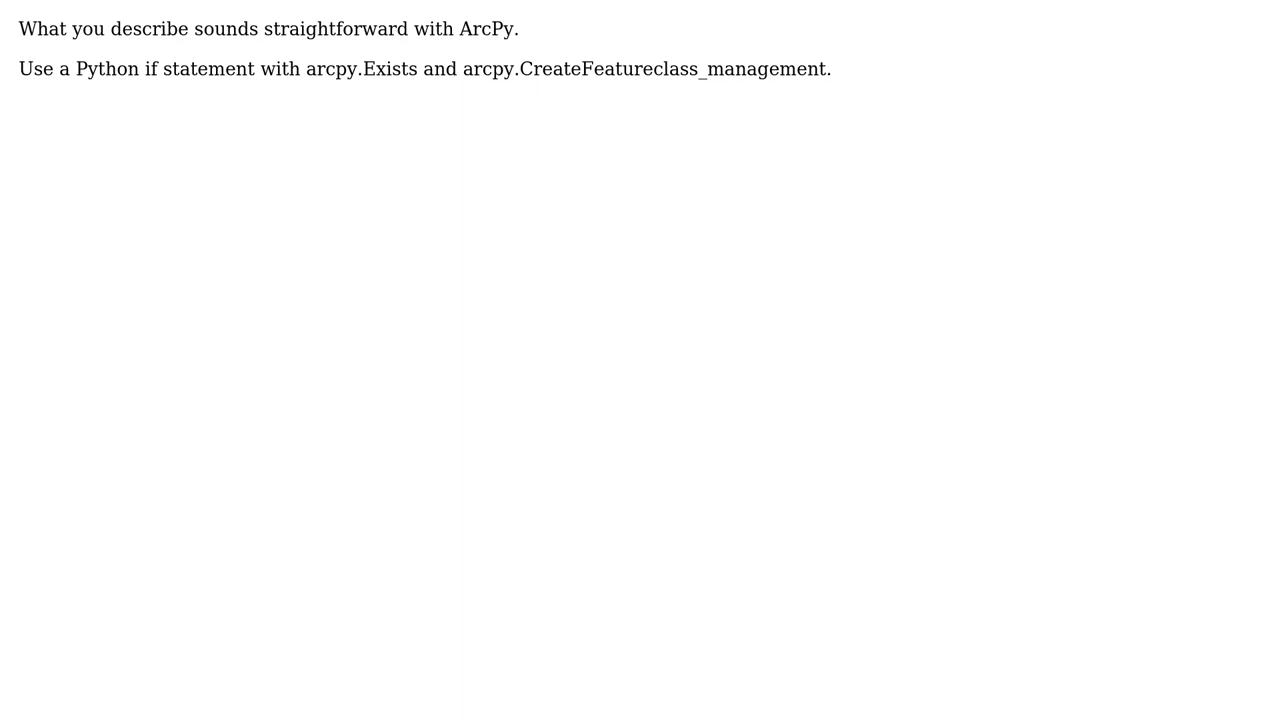 What you describe sounds straightforward with ArcPy.
Use a Python if statement with arcpy.Exists and arcpy.CreateFeatureclass_management.